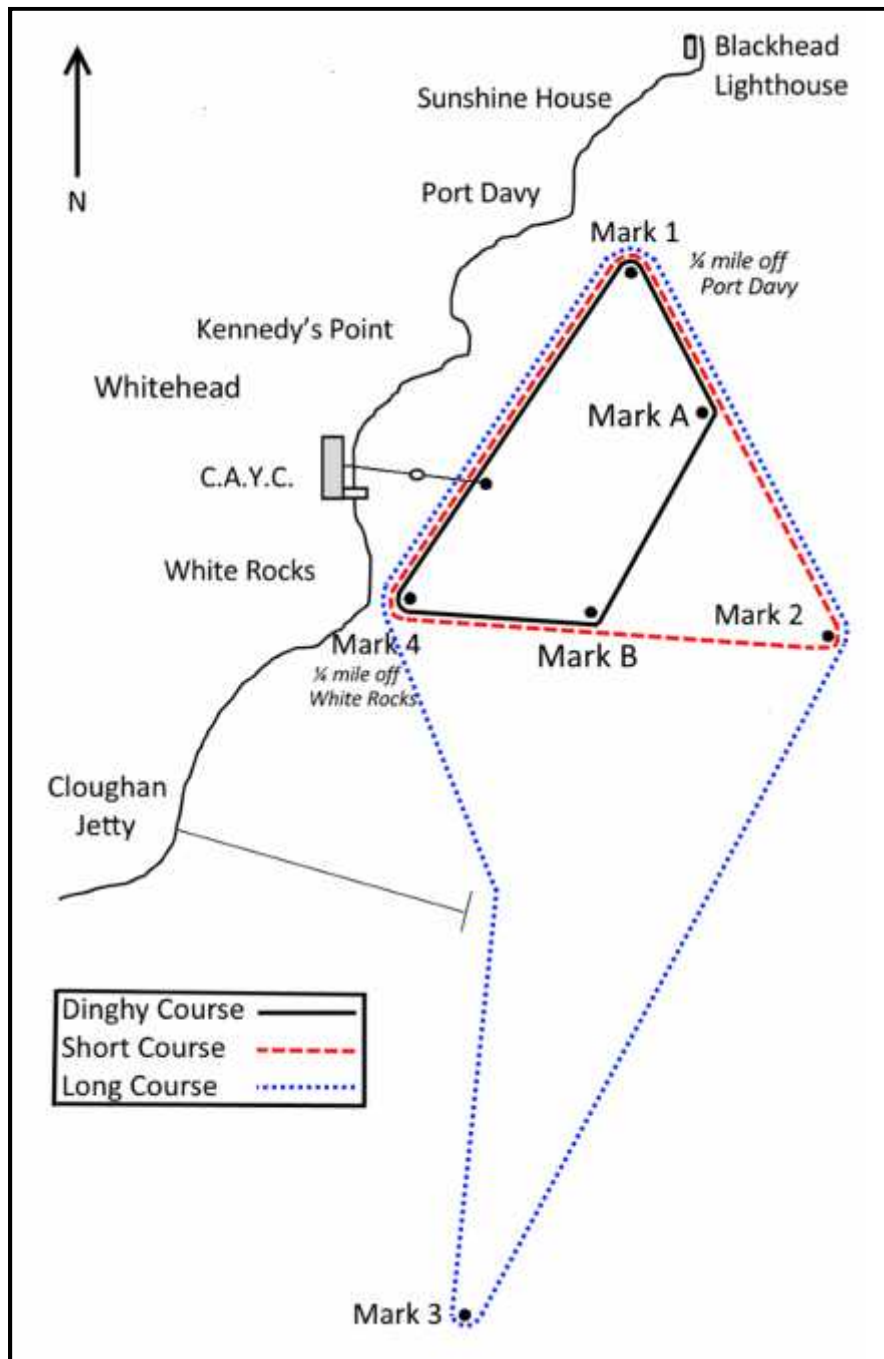 Blackhead
Lighthouse
Sunshine House
N
Port Davy
Mark 1
¼ mile off
Port Davy
Kennedy's Point
Whitehead
Mark A
C.A.Y.C.
White Rocks
Mark 2
Mark 4
Mark B
¼ mile off
White Rocks
Cloughan
Jetty
Dinghy Course
Short Course
Long Course
Mark 3